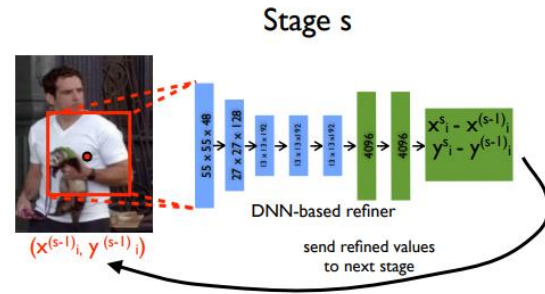 Stage s
55 x 55 x 48
27 x 27 x 128
13 x 13 x 192
13 x 13 x 192
13 x 13 x 192
4096
4096
xˢᵢ - x⁽ˢ⁻¹⁾ᵢ
yˢᵢ - y⁽ˢ⁻¹⁾ᵢ
DNN-based refiner
(x⁽ˢ⁻¹⁾ᵢ, y⁽ˢ⁻¹⁾ᵢ)
send refined values
to next stage